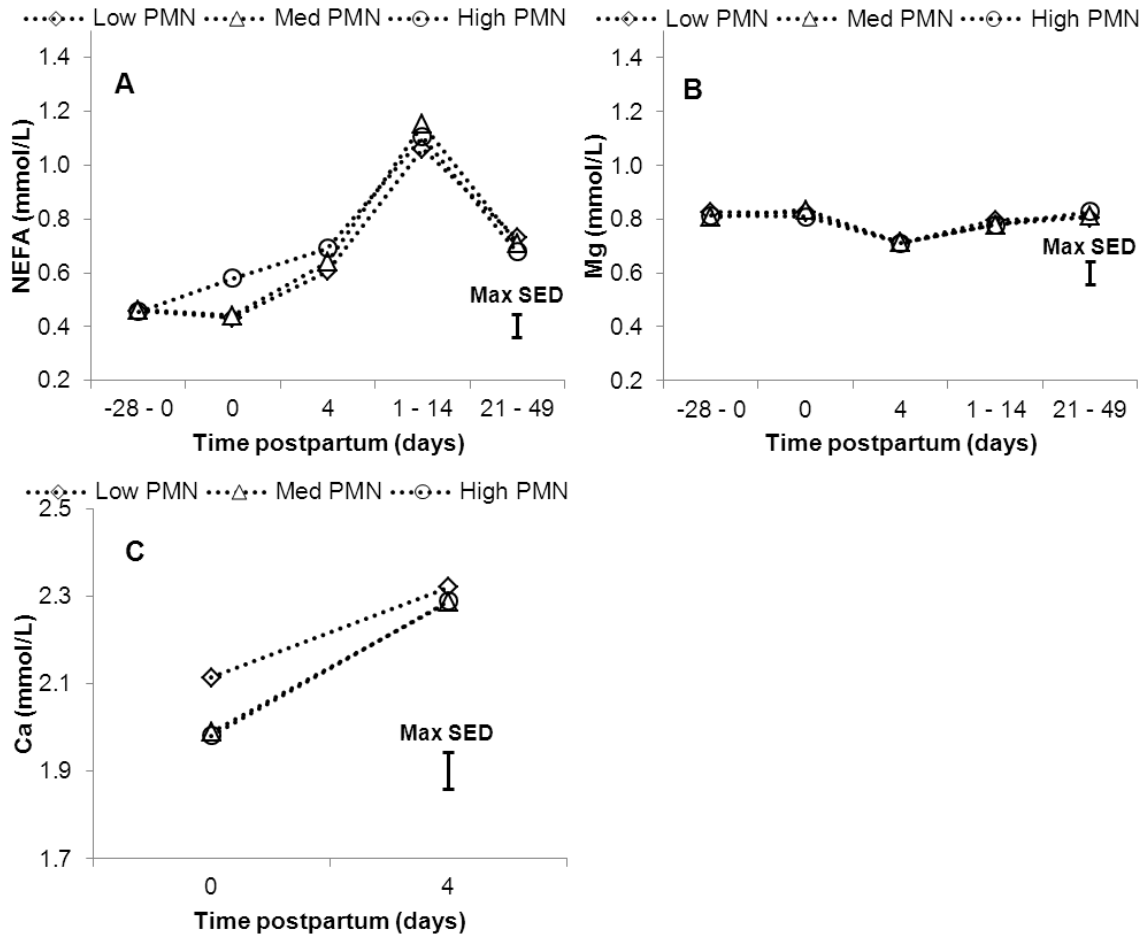 Low PMN Med PMN High PMN
A
NEFA (mmol/L)
1.4
1.2
1.0
0.8
0.6
0.4
0.2
Max SED
-28 - 0 0 4 1 - 14 21 - 49
Time postpartum (days)
Low PMN Med PMN High PMN
B
Mg (mmol/L)
1.4
1.2
1.0
0.8
0.6
0.4
0.2
Max SED
-28 - 0 0 4 1 - 14 21 - 49
Time postpartum (days)
Low PMN Med PMN High PMN
C
Ca (mmol/L)
2.5
2.3
2.1
1.9
1.7
Max SED
0 4
Time postpartum (days)